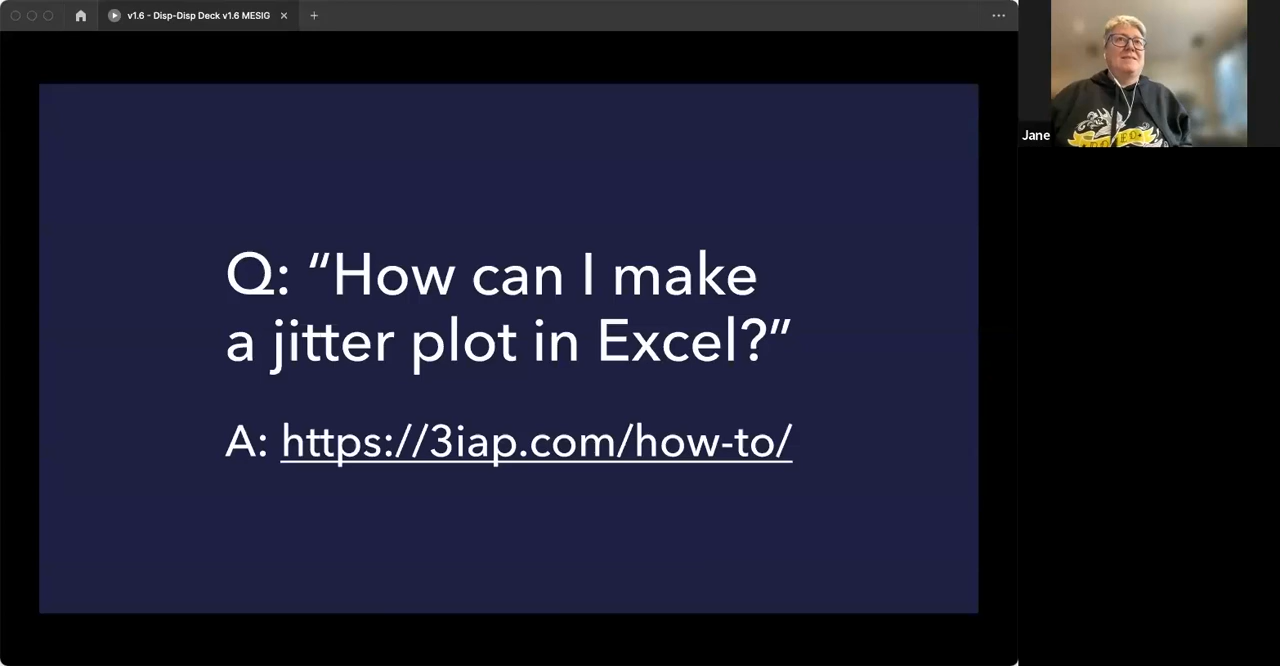 v1.6 - Disp-Disp Deck v1.6 MESIG
Q: “How can I make
a jitter plot in Excel?”
A: https://3iap.com/how-to/
Jane